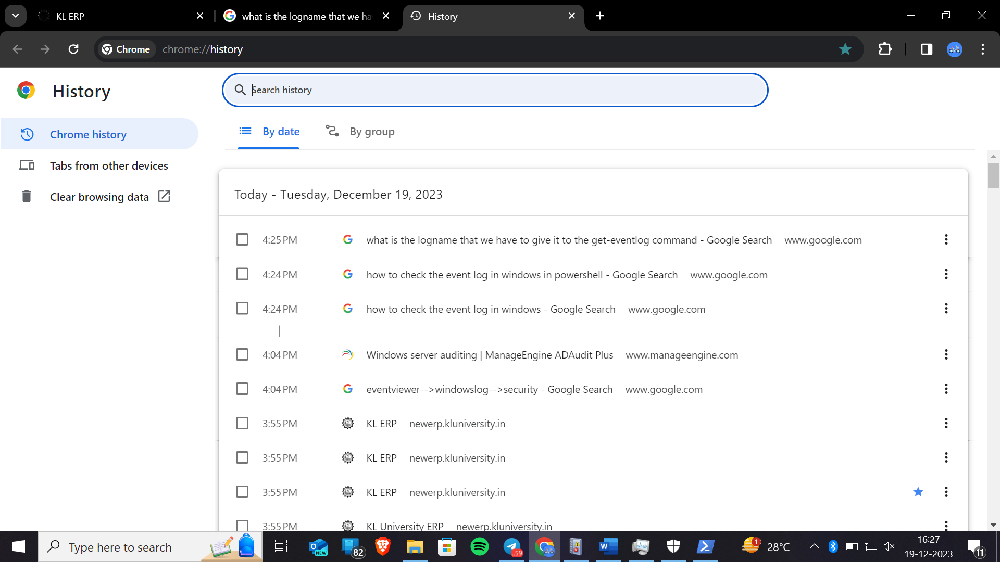 KL ERP
what is the logname that we ha
History
Chrome
chrome://history
History
Search history
By date
By group
Chrome history
Tabs from other devices
Clear browsing data
Today - Tuesday, December 19, 2023
4:25 PM what is the logname that we have to give it to the get-eventlog command - Google Search www.google.com
4:24 PM how to check the event log in windows in powershell - Google Search www.google.com
4:24 PM how to check the event log in windows - Google Search www.google.com
4:04 PM Windows server auditing | ManageEngine ADAudit Plus www.manageengine.com
4:04 PM eventviewer-->windowslog-->security - Google Search www.google.com
3:55 PM KL ERP newerp.kluniversity.in
3:55 PM KL ERP newerp.kluniversity.in
3:55 PM KL ERP newerp.kluniversity.in
3:55 PM KL University ERP newerp.kluniversity.in
Type here to search
NEW
82
.59
W
1
28°C
16:27
19-12-2023
11